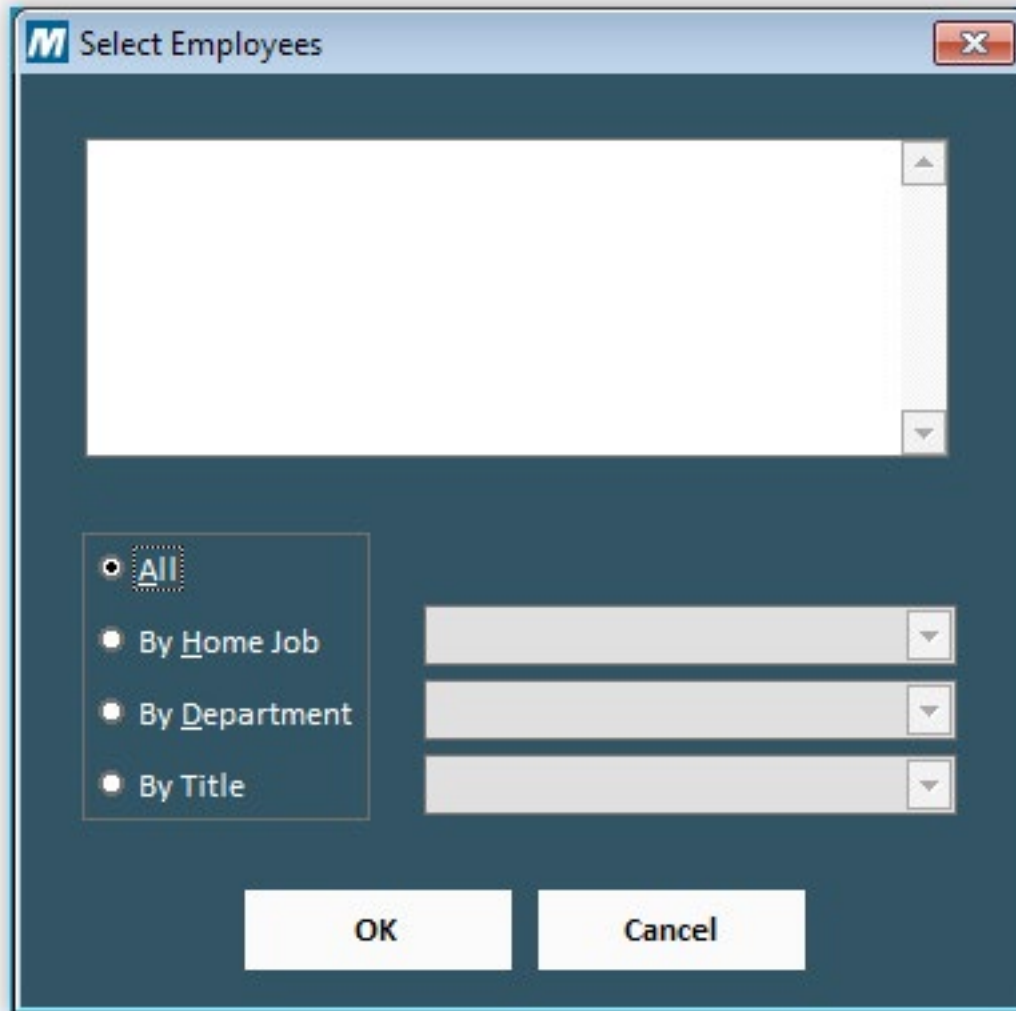 M Select Employees
All
By Home Job
By Department
By Title
OK Cancel